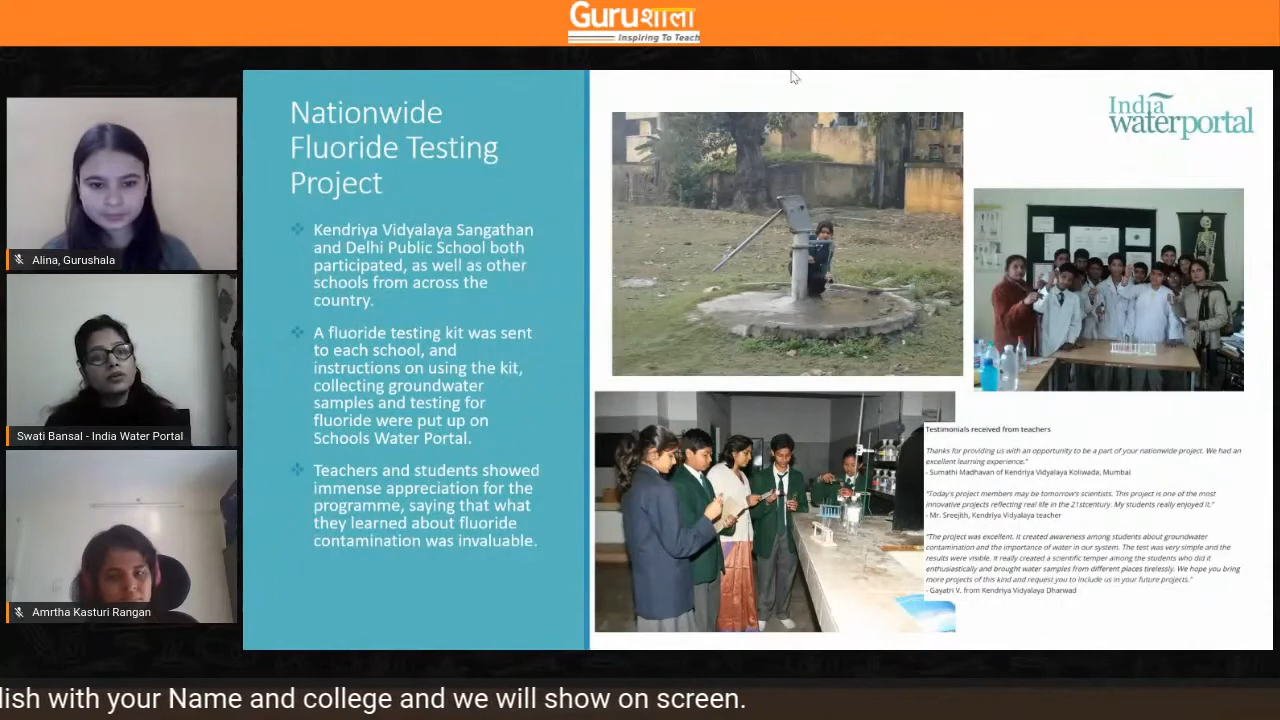 Guruशाला
Inspiring To Teach
Alina, Gurushala
Swati Bansal - India Water Portal
Amrtha Kasturi Rangan
Nationwide
Fluoride Testing
Project
Kendriya Vidyalaya Sangathan
and Delhi Public School both
participated, as well as other
schools from across the
country.
A fluoride testing kit was sent
to each school, and
instructions on using the kit,
collecting groundwater
samples and testing for
fluoride were put up on
Schools Water Portal.
Teachers and students showed
immense appreciation for the
programme, saying that what
they learned about fluoride
contamination was invaluable.
India
waterportal
Testimonials received from teachers
Thanks for providing us with an opportunity to be a part of your nationwide project. We had an
excellent learning experience."
- Sumathi Madhavan of Kendriya Vidyalaya Koliwada, Mumbai
"Today's project members may be tomorrow's scientists. This project is one of the most
innovative projects reflecting real life in the 21stcentury. My students really enjoyed it."
- Mr. Sreejith, Kendriya Vidyalaya teacher
"The project was excellent. It created awareness among students about groundwater
contamination and the importance of water in our system. The test was very simple and the
results were visible. It really created a scientific temper among the students who did it
enthusiastically and brought water samples from different places tirelessly. We hope you bring
more projects of this kind and request you to include us in your future projects."
- Gayatri V. from Kendriya Vidyalaya Dharwad
lish with your Name and college and we will show on screen.